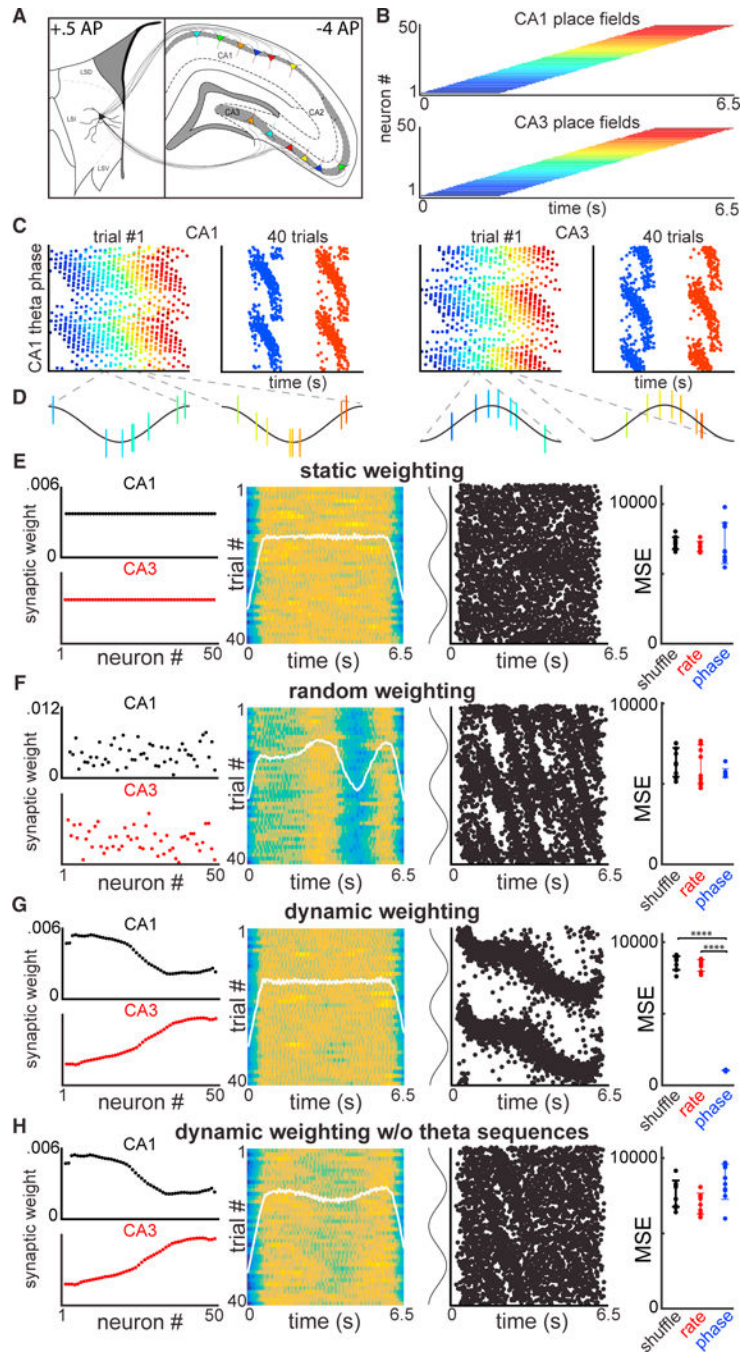 A
+.5 AP
-4 AP
LSD
LSI
LSV
CA1
CA2
CA3
B
CA1 place fields
neuron #
50
1
0
6.5
CA3 place fields
50
1
0
time (s)
6.5
C
trial #1
CA1
40 trials
trial #1
CA3
40 trials
CA1 theta phase
time (s)
time (s)
D
E
static weighting
.006
CA1
0
CA3
synaptic weight
1
neuron #
50
1
trial #
40
0
time (s)
6.5
0
time (s)
6.5
10000
MSE
0
shuffle
rate
phase
F
random weighting
.012
CA1
0
CA3
synaptic weight
1
neuron #
50
1
trial #
40
0
time (s)
6.5
0
time (s)
6.5
10000
MSE
0
shuffle
rate
phase
G
dynamic weighting
.006
CA1
0
CA3
synaptic weight
1
neuron #
50
1
trial #
40
0
time (s)
6.5
0
time (s)
6.5
****
****
10000
MSE
0
shuffle
rate
phase
H
dynamic weighting w/o theta sequences
.006
CA1
0
CA3
synaptic weight
1
neuron #
50
1
trial #
40
0
time (s)
6.5
0
time (s)
6.5
10000
MSE
0
shuffle
rate
phase